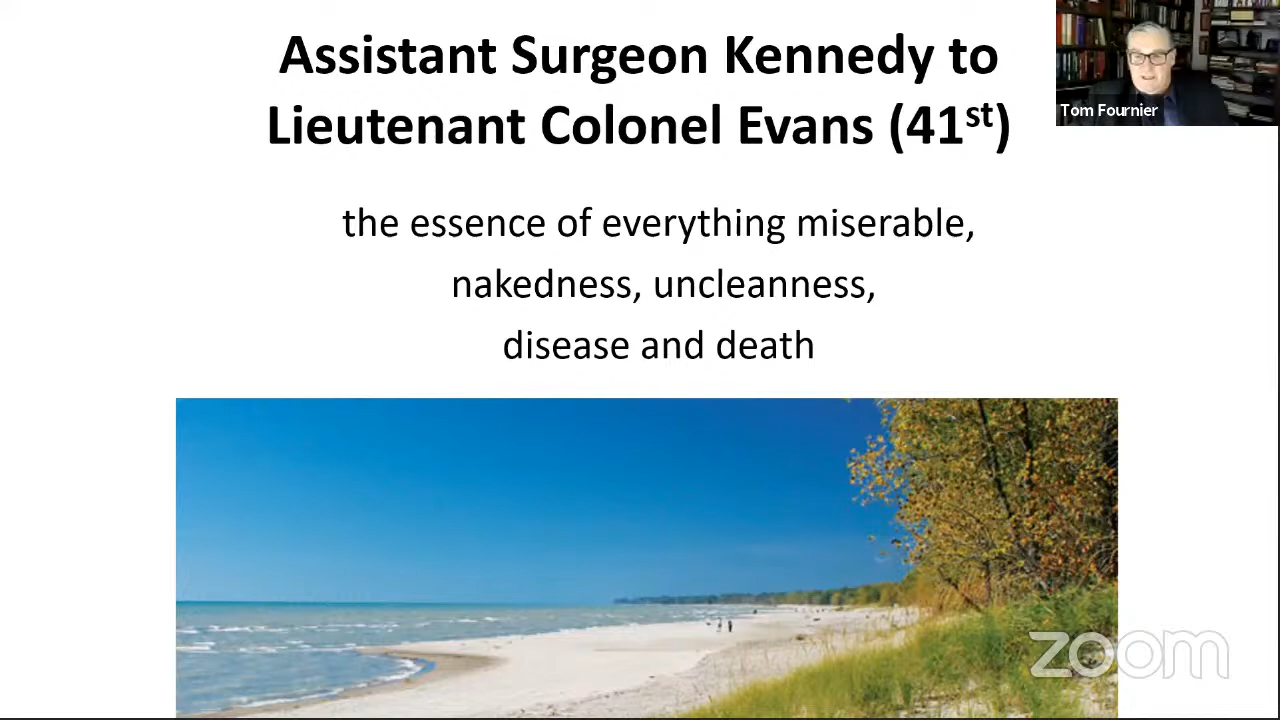 Assistant Surgeon Kennedy to
Lieutenant Colonel Evans (41st)
Tom Fournier
the essence of everything miserable,
nakedness, uncleanness,
disease and death
zoom